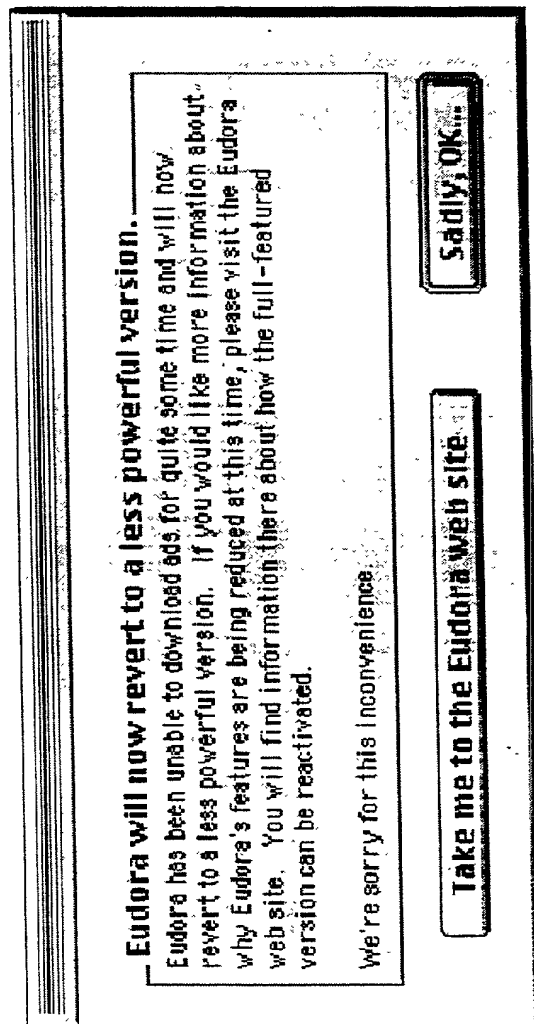 Eudora will now revert to a less powerful version.
Eudora has been unable to download ads for quite some time and will now
revert to a less powerful version. If you would like more information about
why Eudora's features are being reduced at this time, please visit the Eudora
web site. You will find information there about how the full-featured
version can be reactivated.
We're sorry for this inconvenience.
Take me to the Eudora web site
Sadly, OK...